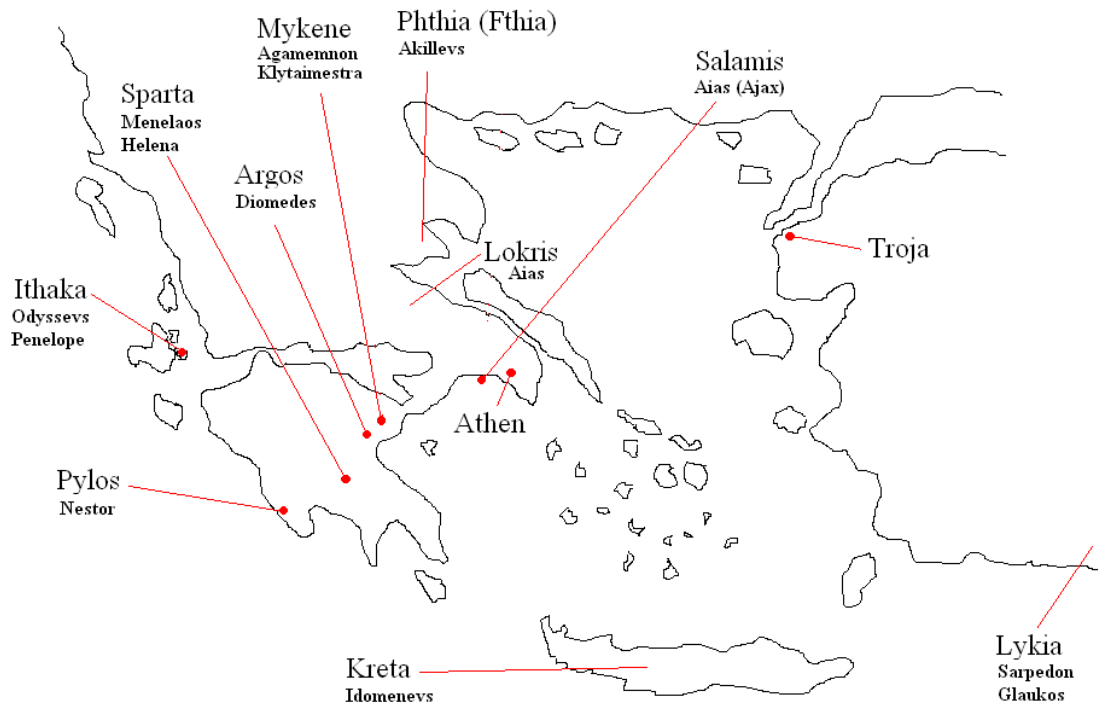 Phthia (Fthia)
Akillevs
Mykene
Agamemnon
Klytaimestra
Salamis
Aias (Ajax)
Sparta
Menelaos
Helena
Argos
Diomedes
Lokris
Aias
Troja
Ithaka
Odyssevs
Penelope
Athen
Pylos
Nestor
Kreta
Idomenevs
Lykia
Sarpedon
Glaukos